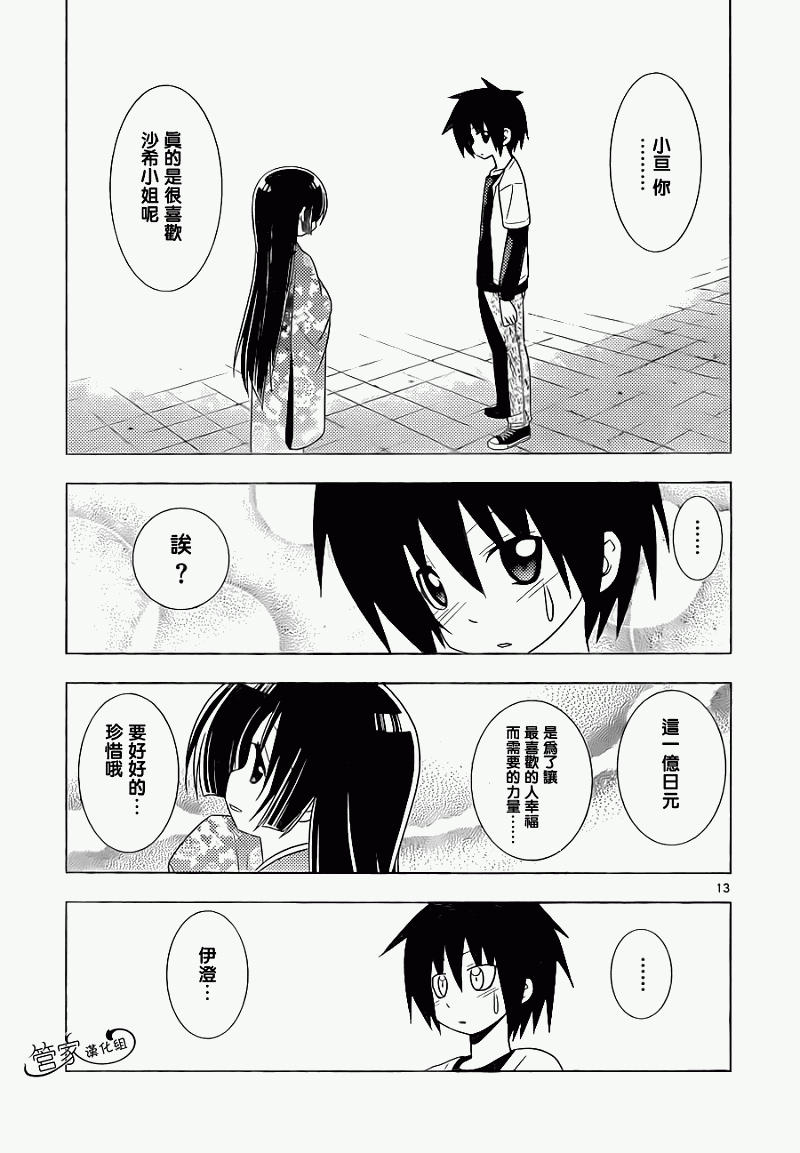 小亘你
………
真的是很喜歡
沙希小姐呢
……
誒
？
這一億日元
是為了讓
最喜歡的人幸福
而需要的力量……
要好好的…
珍惜哦
13
……
伊澄…
管家漢化組